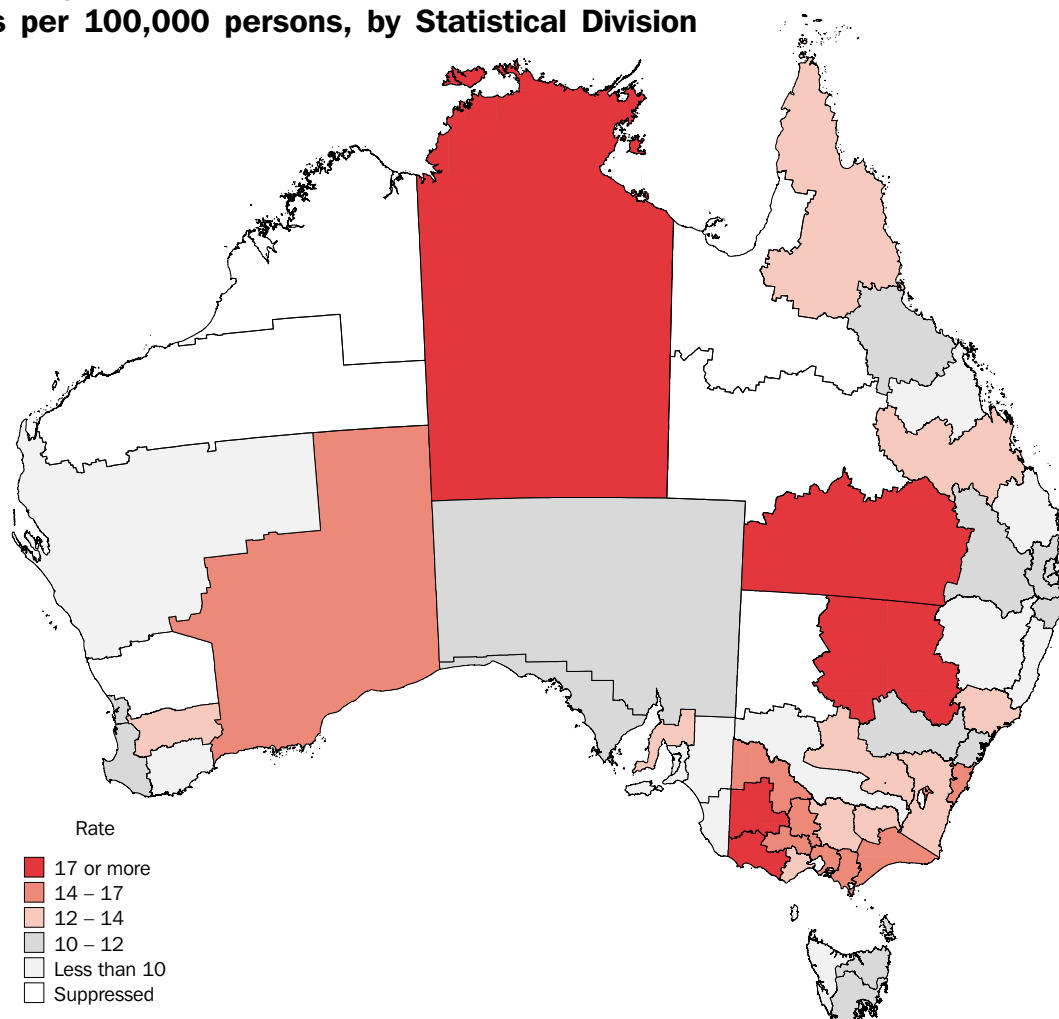 per 100,000 persons, by Statistical Division
Rate
17 or more
14 – 17
12 – 14
10 – 12
Less than 10
Suppressed